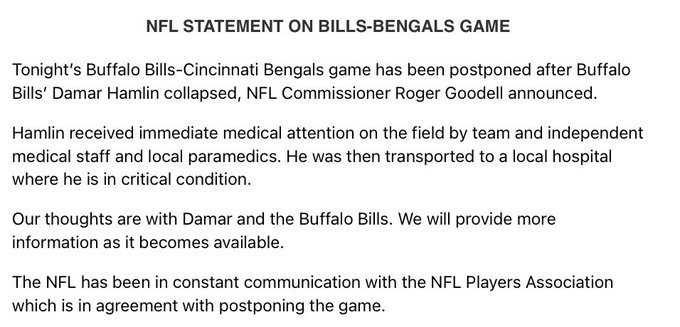 NFL STATEMENT ON BILLS-BENGALS GAME
Tonight’s Buffalo Bills-Cincinnati Bengals game has been postponed after Buffalo
Bills’ Damar Hamlin collapsed, NFL Commissioner Roger Goodell announced.
Hamlin received immediate medical attention on the field by team and independent
medical staff and local paramedics. He was then transported to a local hospital
where he is in critical condition.
Our thoughts are with Damar and the Buffalo Bills. We will provide more
information as it becomes available.
The NFL has been in constant communication with the NFL Players Association
which is in agreement with postponing the game.